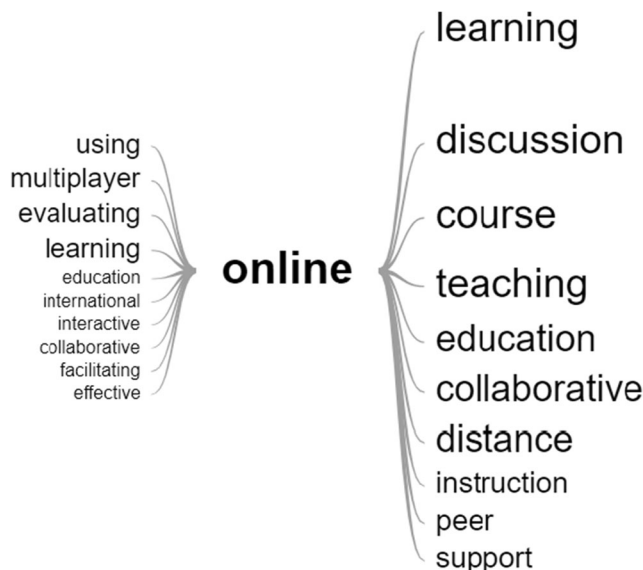 using
multiplayer
evaluating
learning
education
international
interactive
collaborative
facilitating
effective
online
learning
discussion
course
teaching
education
collaborative
distance
instruction
peer
support